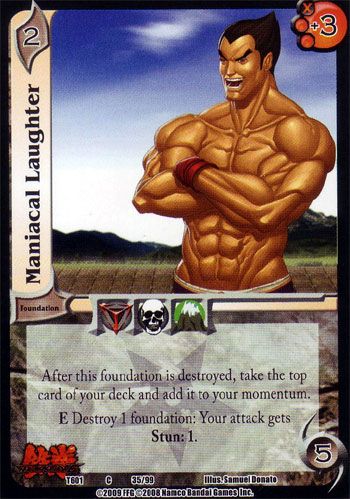 2
+3
Maniacal Laughter
Foundation
After this foundation is destroyed, take the top
card of your deck and add it to your momentum.
E Destroy 1 foundation: Your attack gets
Stun: 1.
5
T601 C 35/99 Illus. Samuel Donato
©2009 FFG ©2008 Namco Bandai Games Inc.